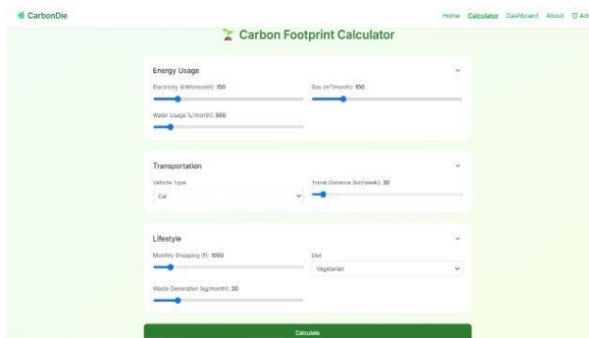 CarbonDie
Home Calculator Dashboard About Ad
Carbon Footprint Calculator
Energy Usage
Electricity (kWh/month): 150
Gas (m³/month): 100
Water Usage (L/month): 500
Transportation
Vehicle Type
Travel Distance (km/week): 30
Car
Lifestyle
Monthly Shopping (₹): 1000
Diet
Vegetarian
Waste Generation (kg/month): 30
Calculate